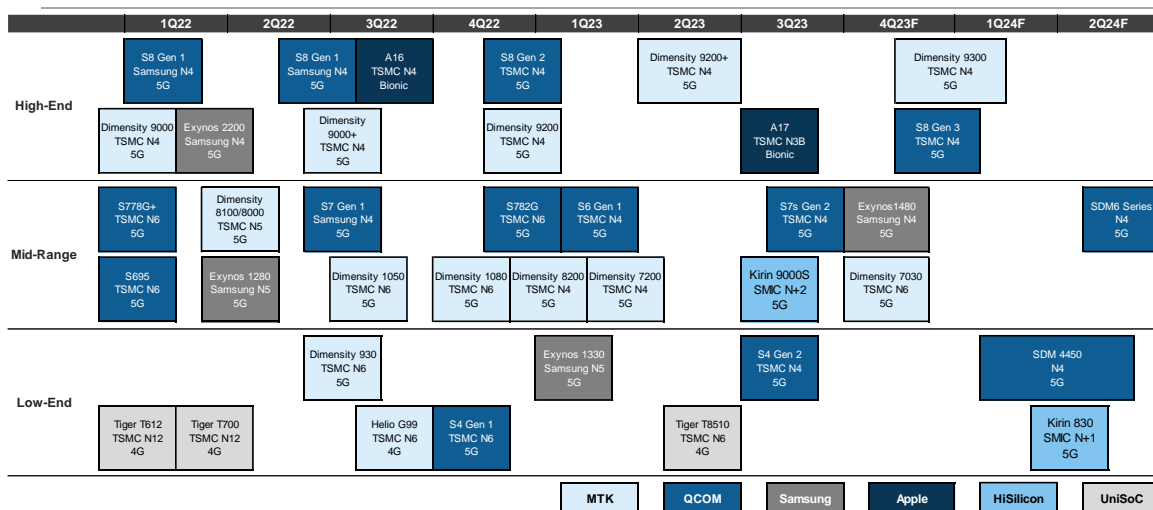 1Q22 2Q22 3Q22 4Q22 1Q23 2Q23 3Q23 4Q23F 1Q24F 2Q24F
High-End
S8 Gen 1
Samsung N4
5G
S8 Gen 1
Samsung N4
5G
A16
TSMC N4
Bionic
S8 Gen 2
TSMC N4
5G
Dimensity 9200+
TSMC N4
5G
Dimensity 9300
TSMC N4
5G
Dimensity 9000
TSMC N4
5G
Exynos 2200
Samsung N4
5G
Dimensity
9000+
TSMC N4
5G
Dimensity 9200
TSMC N4
5G
A17
TSMC N3B
Bionic
S8 Gen 3
TSMC N4
5G
Mid-Range
S778G+
TSMC N6
5G
Dimensity
8100/8000
TSMC N5
5G
S7 Gen 1
Samsung N4
5G
S782G
TSMC N6
5G
S6 Gen 1
TSMC N4
5G
S7s Gen 2
TSMC N4
5G
Exynos1480
Samsung N4
5G
SDM6 Series
N4
5G
S695
TSMC N6
5G
Exynos 1280
Samsung N5
5G
Dimensity 1050
TSMC N6
5G
Dimensity 1080
TSMC N6
5G
Dimensity 8200
TSMC N4
5G
Dimensity 7200
TSMC N4
5G
Kirin 9000S
SMIC N+2
5G
Dimensity 7030
TSMC N6
5G
Low-End
Dimensity 930
TSMC N6
5G
Exynos 1330
Samsung N5
5G
S4 Gen 2
TSMC N4
5G
SDM 4450
N4
5G
Tiger T612
TSMC N12
4G
Tiger T700
TSMC N12
4G
Helio G99
TSMC N6
4G
S4 Gen 1
TSMC N6
5G
Tiger T8510
TSMC N6
4G
Kirin 830
SMIC N+1
5G
MTK
QCOM
Samsung
Apple
HiSilicon
UniSoC